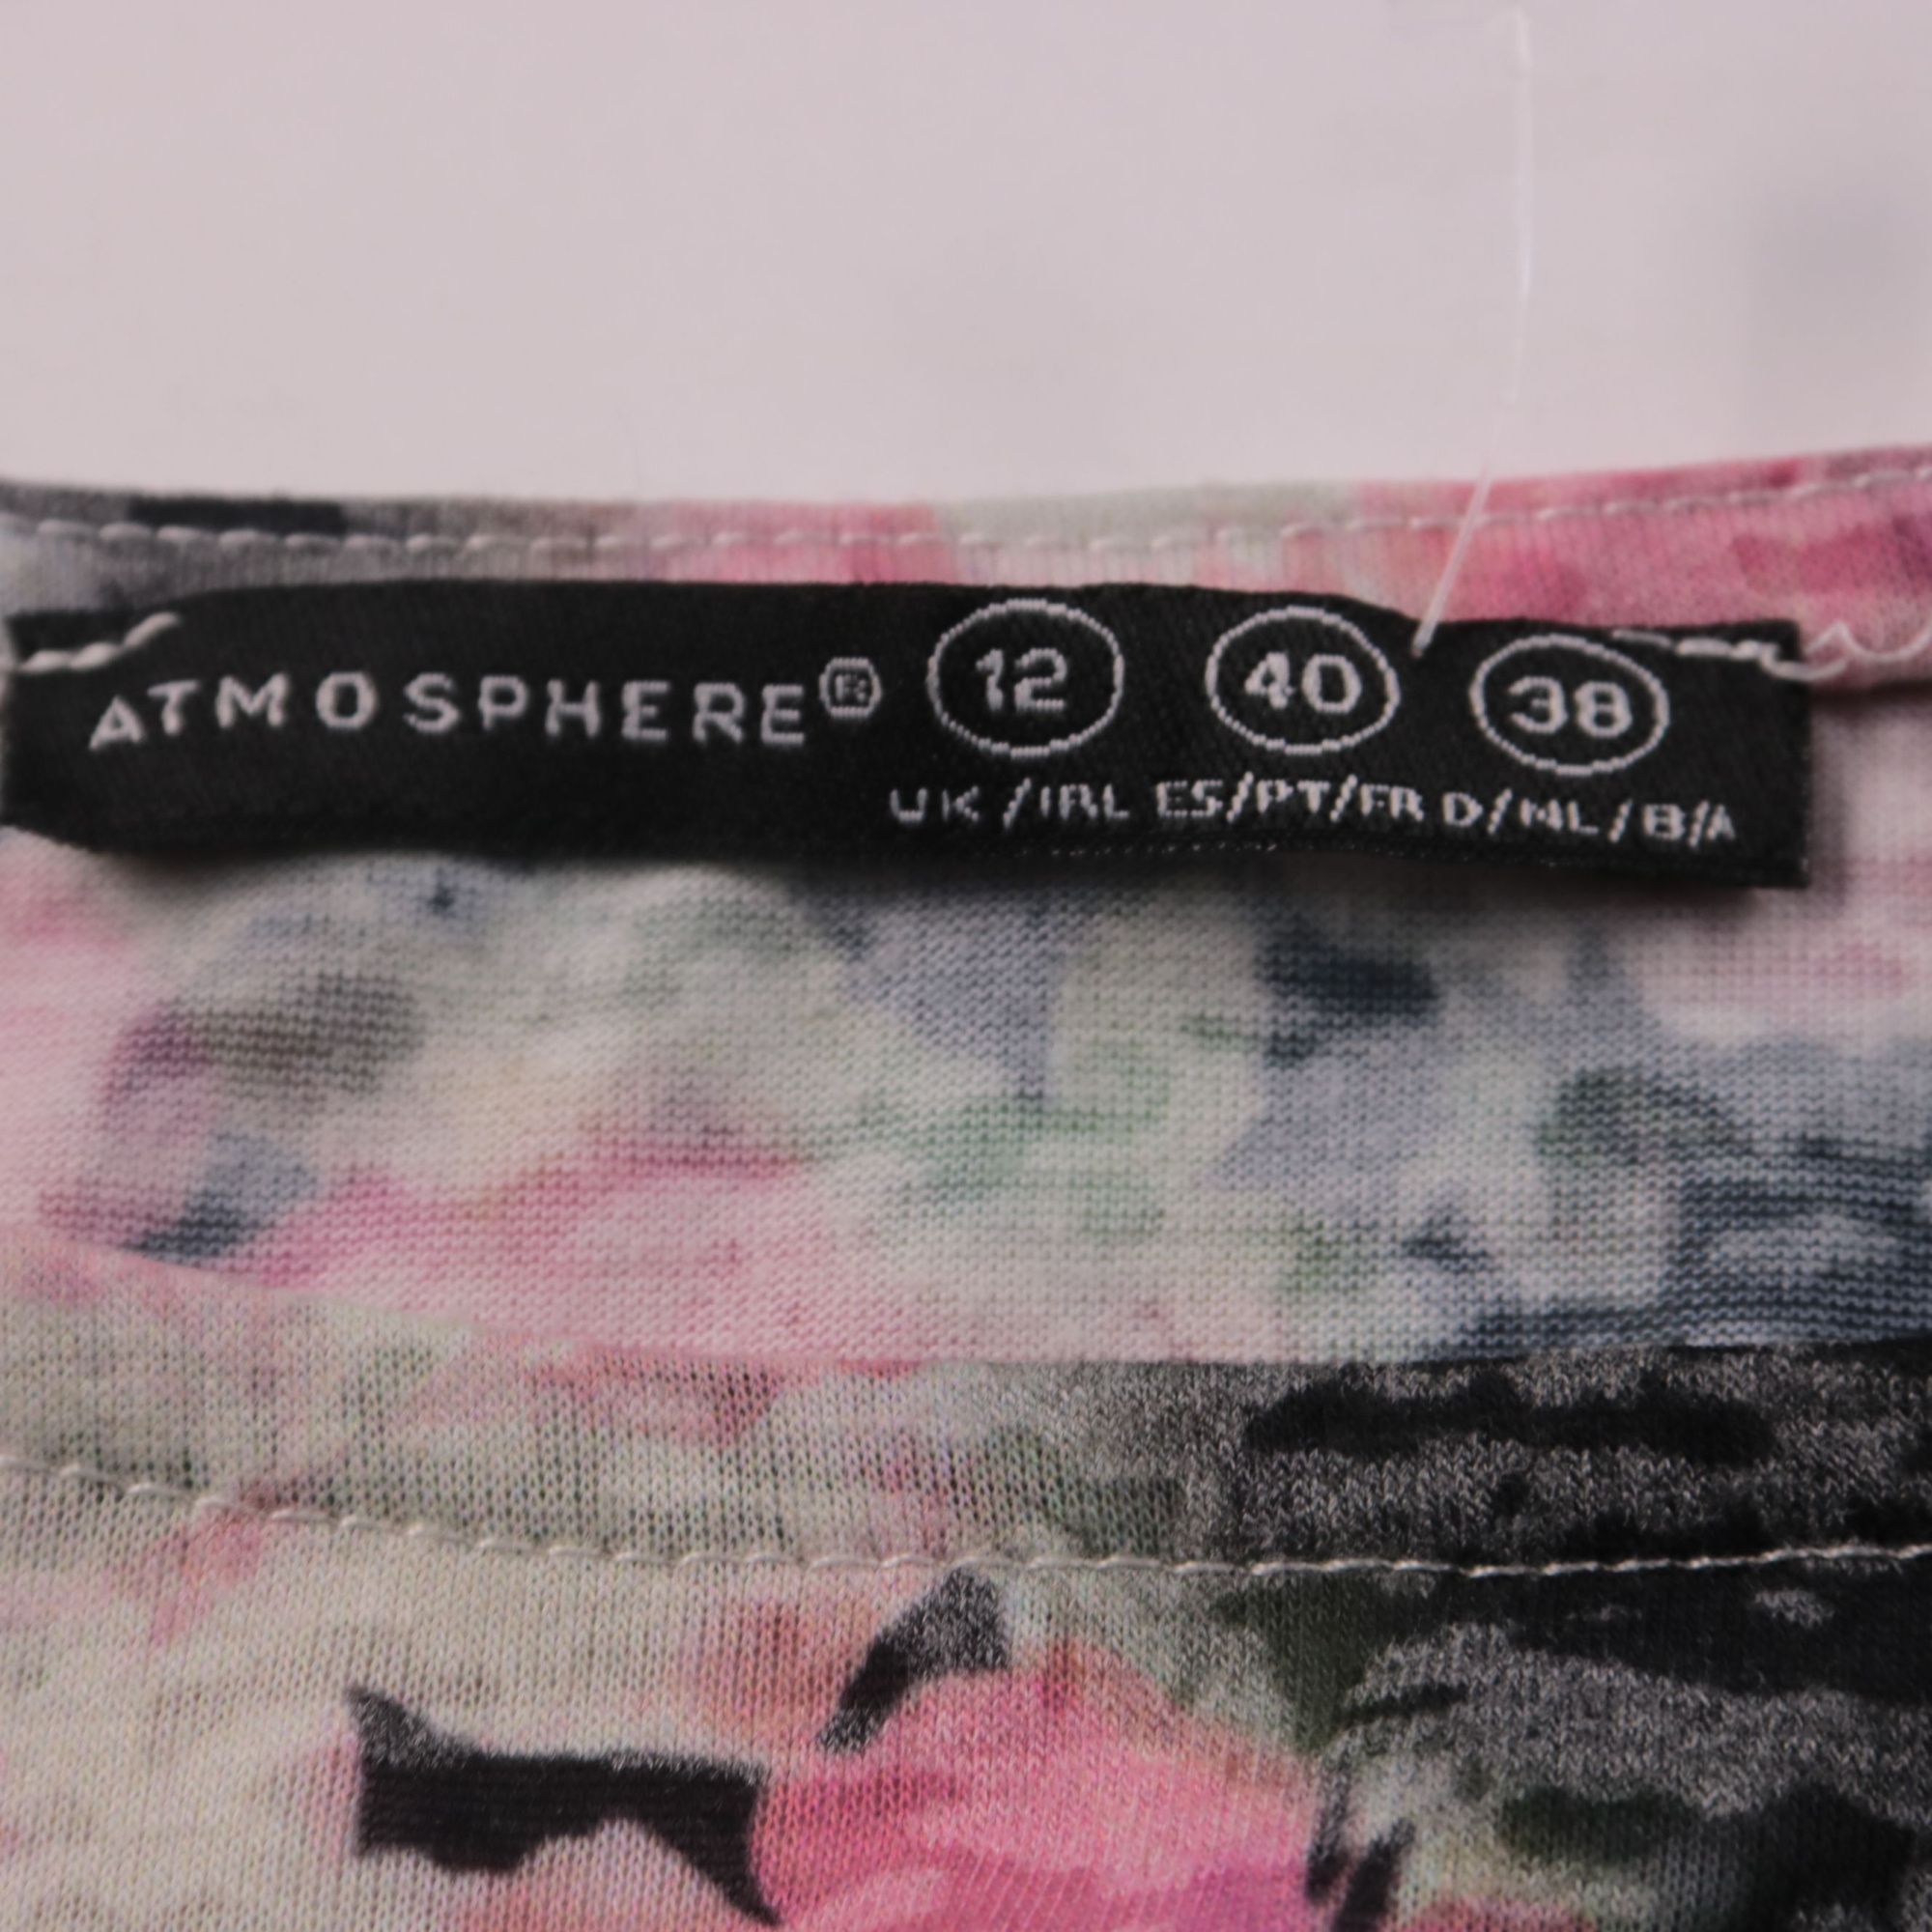 ATMOSPHERE® 12 40 38
UK/IRL ES/PT/FR D/NL/B/A